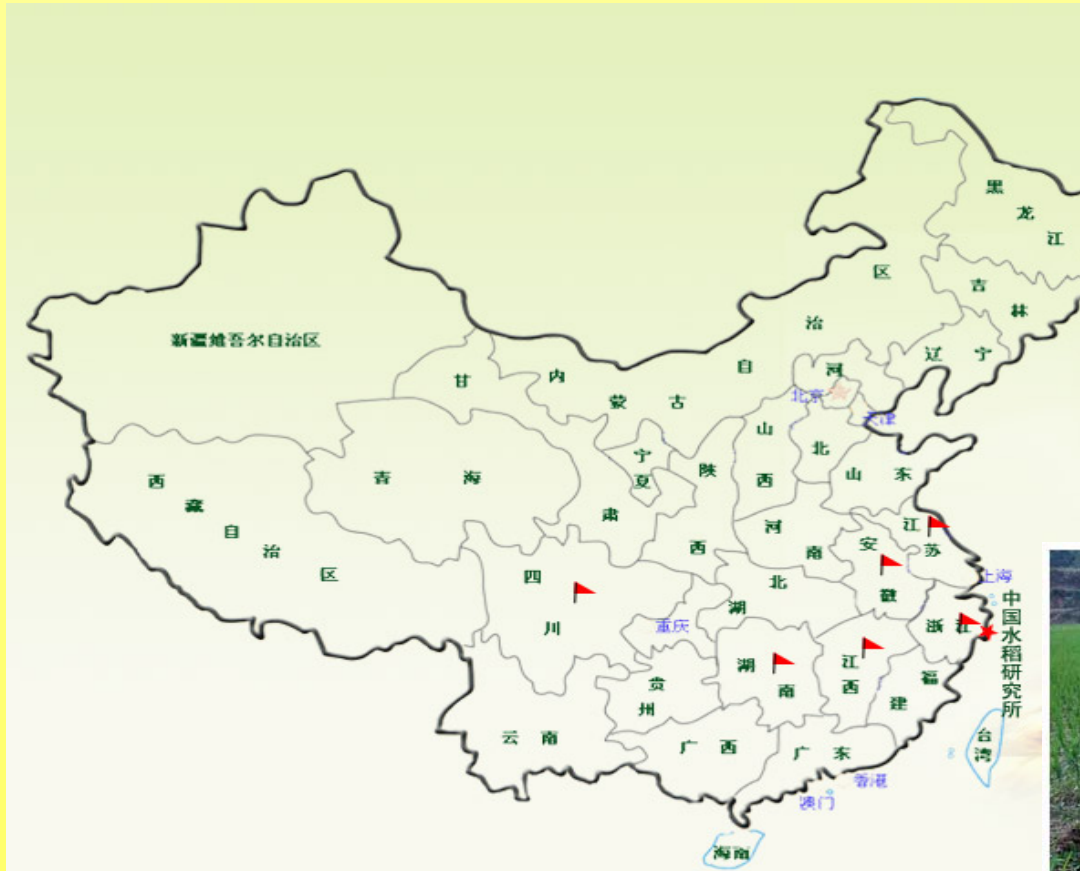 黑龙江
吉林
辽宁
内蒙古自治区
新疆维吾尔自治区
甘肃
河北
北京
天津
山西
宁夏
陕西
山东
青海
西藏自治区
河南
江苏
安徽
上海
四川
湖北
重庆
浙江
中国水稻研究所
湖南
江西
福建
贵州
云南
广西
广东
台湾
香港
澳门
海南